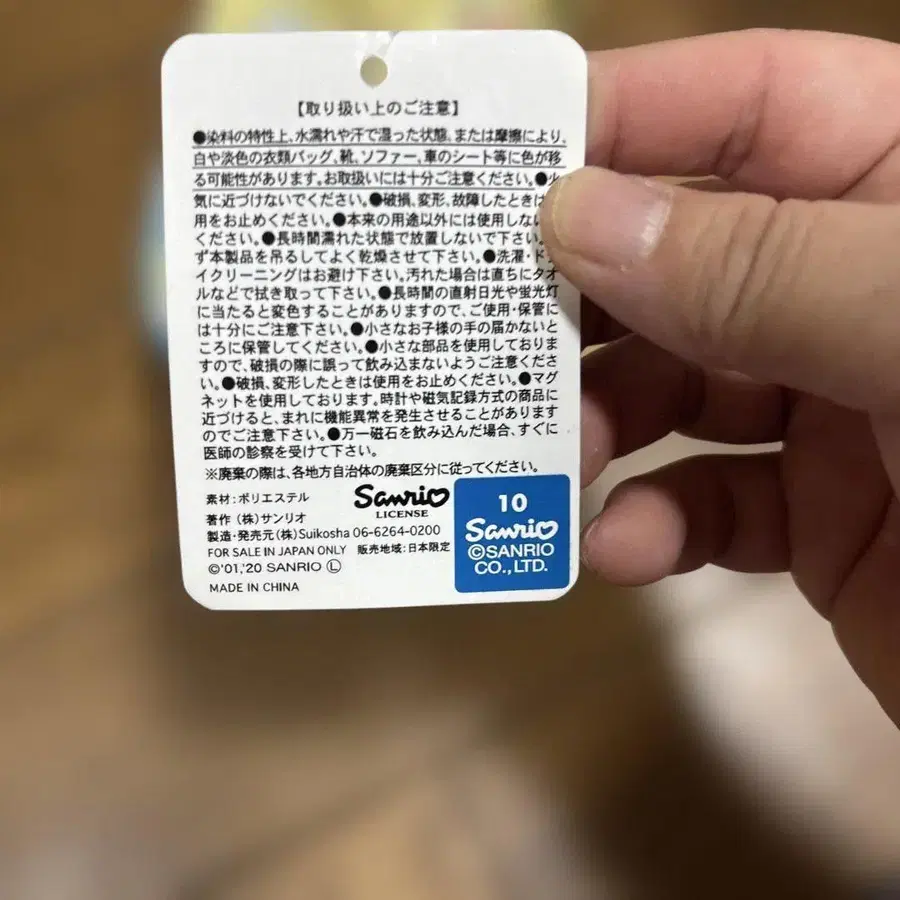 【取り扱い上のご注意】
●染料の特性上、水濡れや汗で湿った状態、または摩擦により、
白や淡色の衣類バッグ、靴、ソファー、車のシート等に色が移
る可能性があります。お取扱いには十分ご注意ください。●火
気に近づけないでください。●破損、変形、故障したときは
用をお止めください。●本来の用途以外には使用しない
ください。●長時間濡れた状態で放置しないで下さい。
ず本製品を吊るしてよく乾燥させて下さい。●洗濯・ド
イクリーニングはお避け下さい。汚れた場合は直ちにタオ
ルなどで拭き取って下さい。●長時間の直射日光や蛍光灯
に当たると変色することがありますので、ご使用・保管に
は十分にご注意下さい。●小さなお子様の手の届かないと
ころに保管してください。●小さな部品を使用しておりま
すので、破損の際に誤って飲み込まないようご注意くださ
い。●破損、変形したときは使用をお止めください。●マグ
ネットを使用しております。時計や磁気記録方式の商品に
近づけると、まれに機能異常を発生させることがあります
のでご注意下さい。●万一磁石を飲み込んだ場合、すぐに
医師の診察を受けて下さい。
※廃棄の際は、各地方自治体の廃棄区分に従ってください。
素材:ポリエステル
著作(株)サンリオ
製造・発売元(株)Suikosha 06-6264-0200
FOR SALE IN JAPAN ONLY 販売地域:日本限定
©'01,'20 SANRIO Ⓛ
MADE IN CHINA
Sanrio
LICENSE
10
Sanrio
©SANRIO
CO.,LTD.